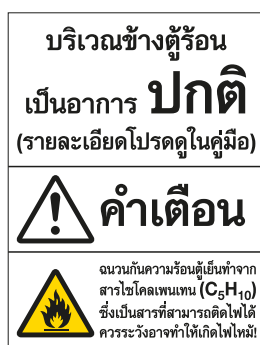 บริเวณข้างตู้ร้อน
เป็นอาการ ปกติ
(รายละเอียดโปรดดูในคู่มือ)
คำเตือน
ฉนวนกันความร้อนตู้เย็นทำจาก
สารไซโคลเพนเทน (C₅H₁₀)
ซึ่งเป็นสารที่สามารถติดไฟได้
ควรระวังอาจทำให้เกิดไฟไหม้!